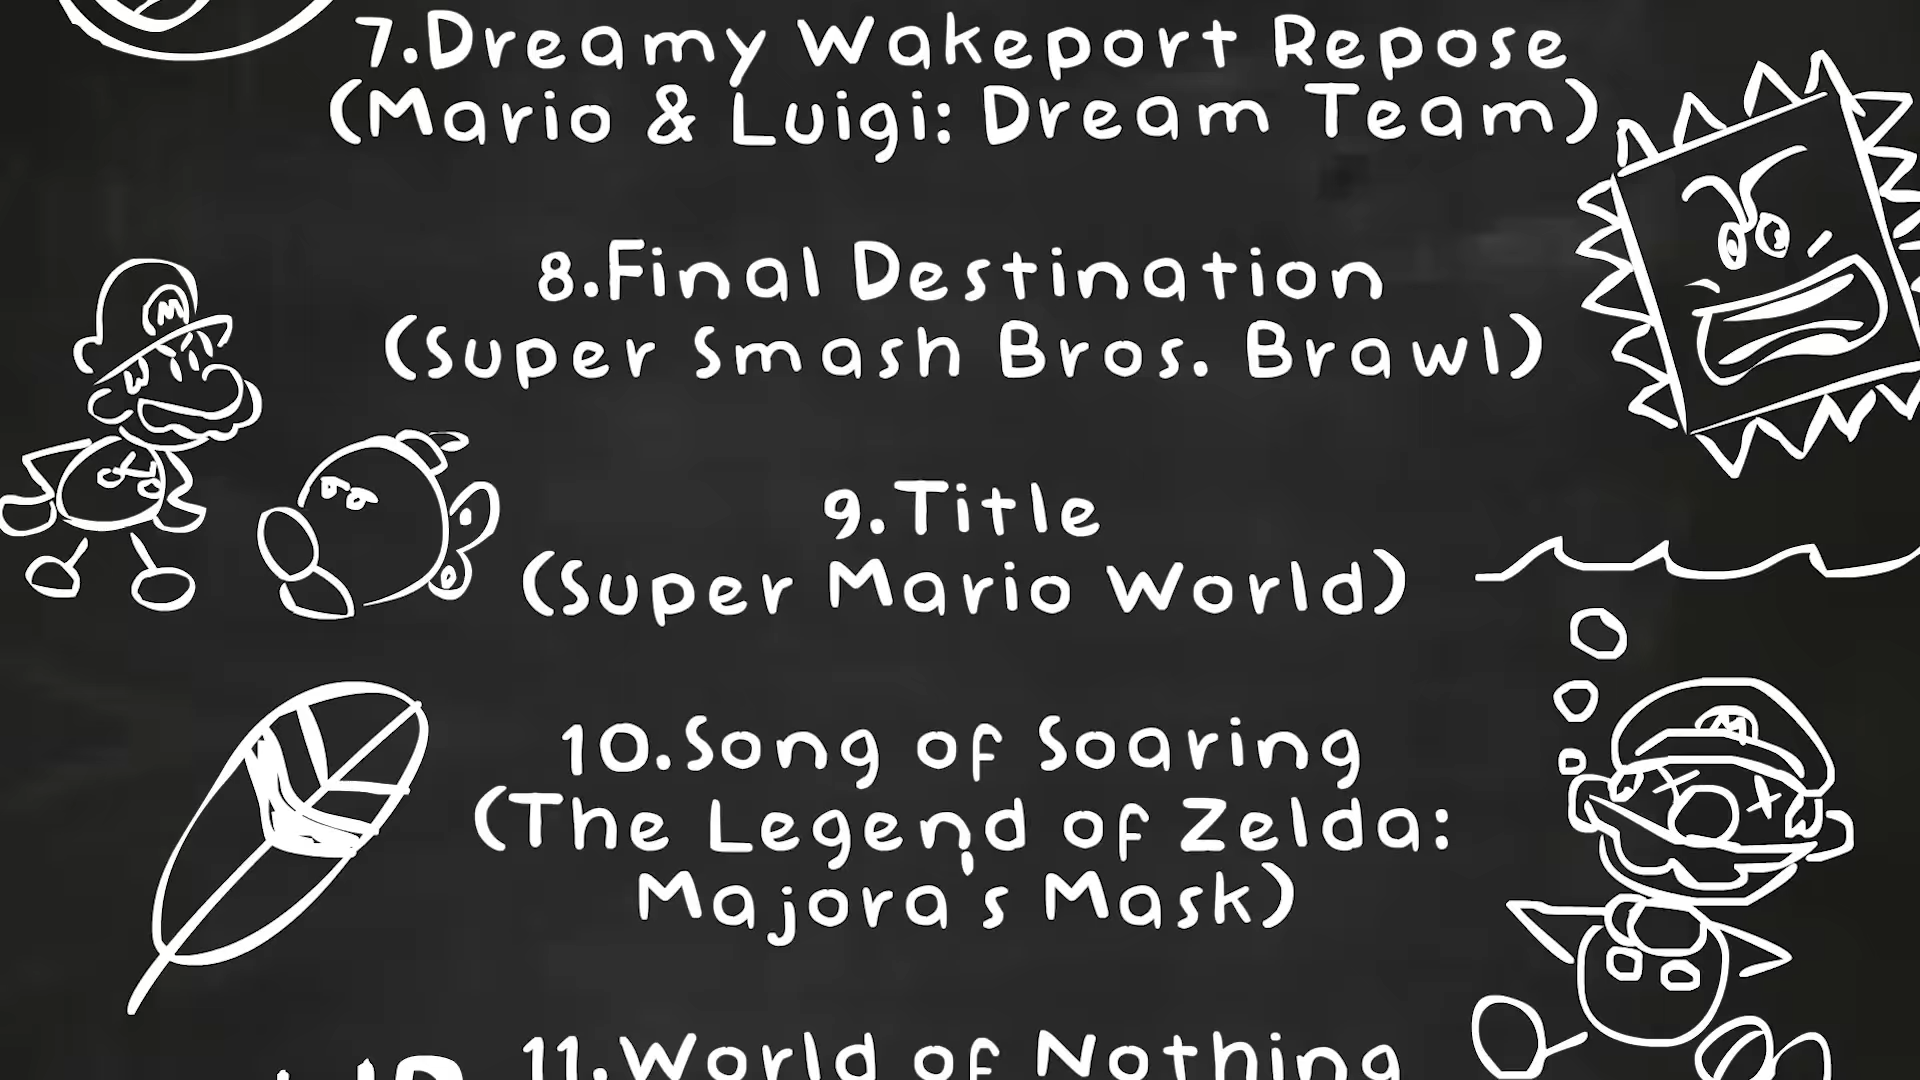 7.Dreamy Wakeport Repose
(Mario & Luigi: Dream Team)
8.Final Destination
(Super Smash Bros. Brawl)
9.Title
(Super Mario World)
10.Song of Soaring
(The Legend of Zelda:
Majora's Mask)
11.World of Nothing
M
M